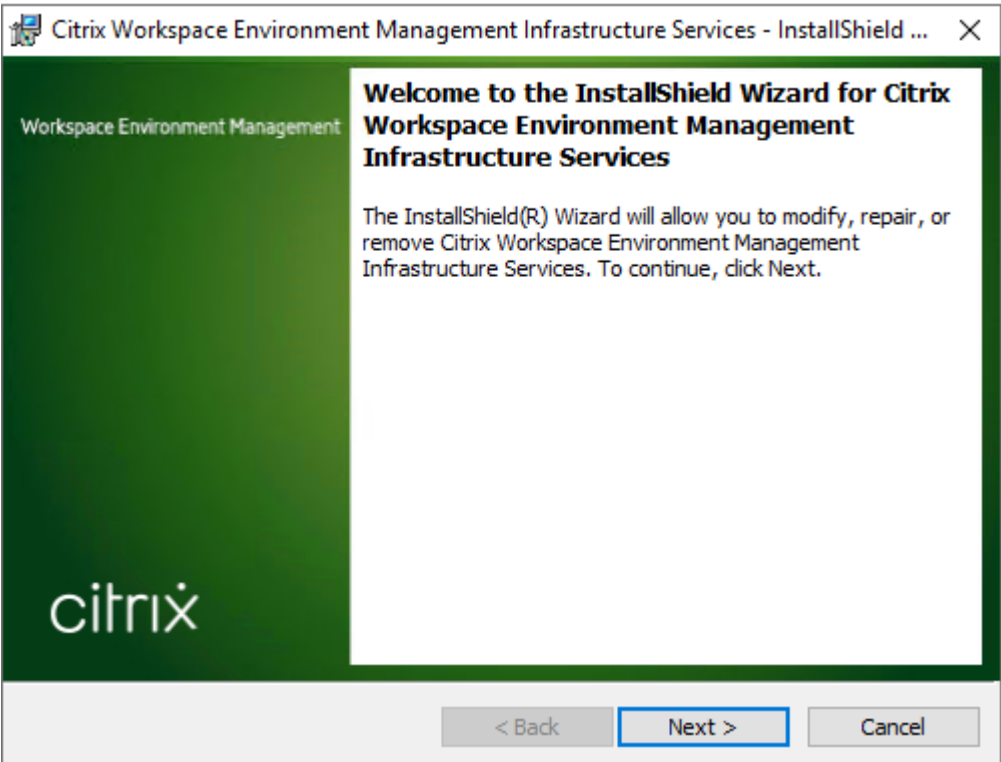 Citrix Workspace Environment Management Infrastructure Services - InstallShield ...
Workspace Environment Management
Welcome to the InstallShield Wizard for Citrix
Workspace Environment Management
Infrastructure Services
The InstallShield(R) Wizard will allow you to modify, repair, or
remove Citrix Workspace Environment Management
Infrastructure Services. To continue, click Next.
citrix
< Back
Next >
Cancel